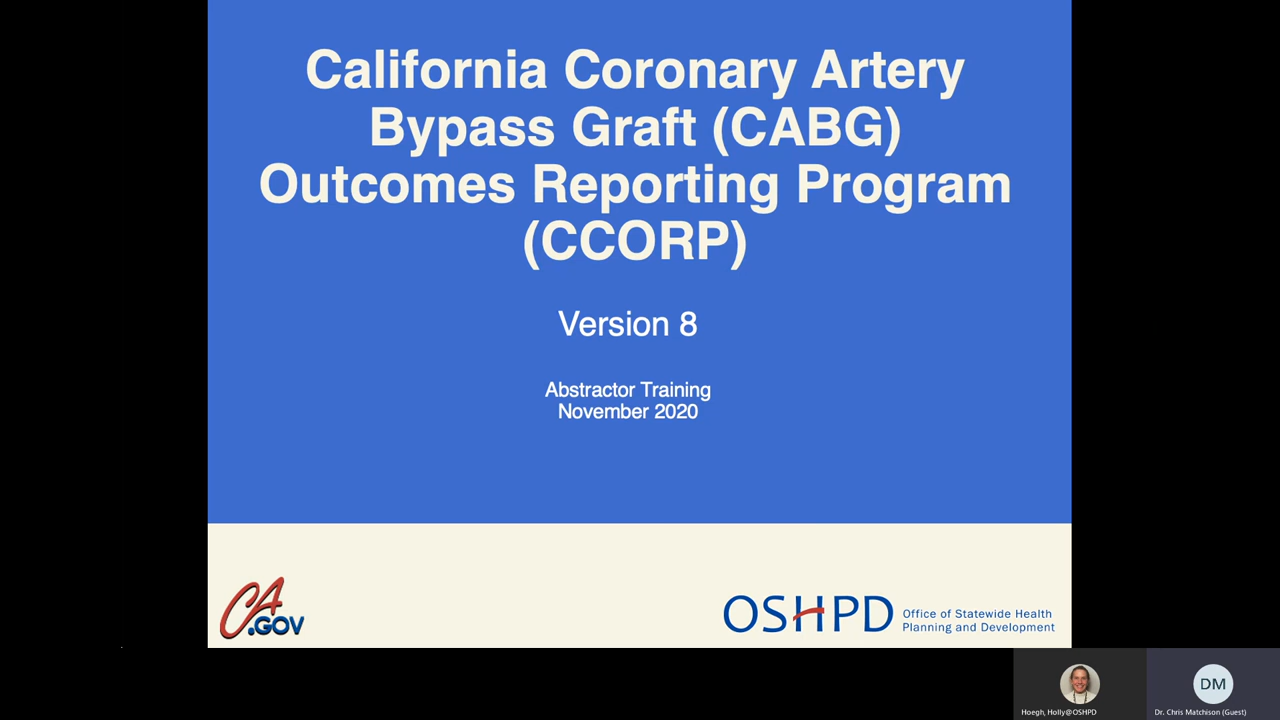 California Coronary Artery
Bypass Graft (CABG)
Outcomes Reporting Program
(CCORP)
Version 8
Abstractor Training
November 2020
CA
.GOV
OSHPD
Office of Statewide Health
Planning and Development
DM
Hoegh, Holly@OSHPD
Dr. Chris Matchison (Guest)